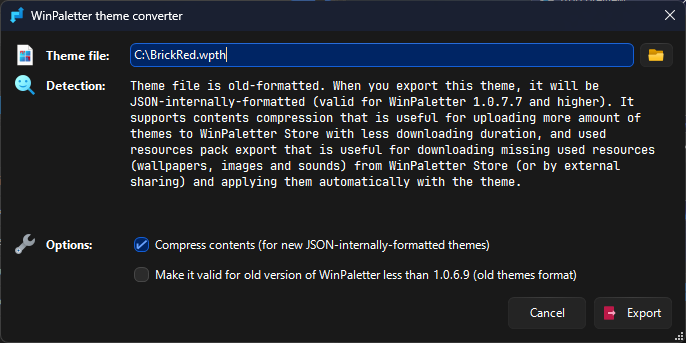 WinPaletter theme converter
Theme file: C:\BrickRed.wpth
Detection: Theme file is old-formatted. When you export this theme, it will be
JSON-internally-formatted (valid for WinPaletter 1.0.7.7 and higher). It
supports contents compression that is useful for uploading more amount of
themes to WinPaletter Store with less downloading duration, and used
resources pack export that is useful for downloading missing used resources
(wallpapers, images and sounds) from WinPaletter Store (or by external
sharing) and applying them automatically with the theme.
Options: Compress contents (for new JSON-internally-formatted themes)
Make it valid for old version of WinPaletter less than 1.0.6.9 (old themes format)
Cancel Export